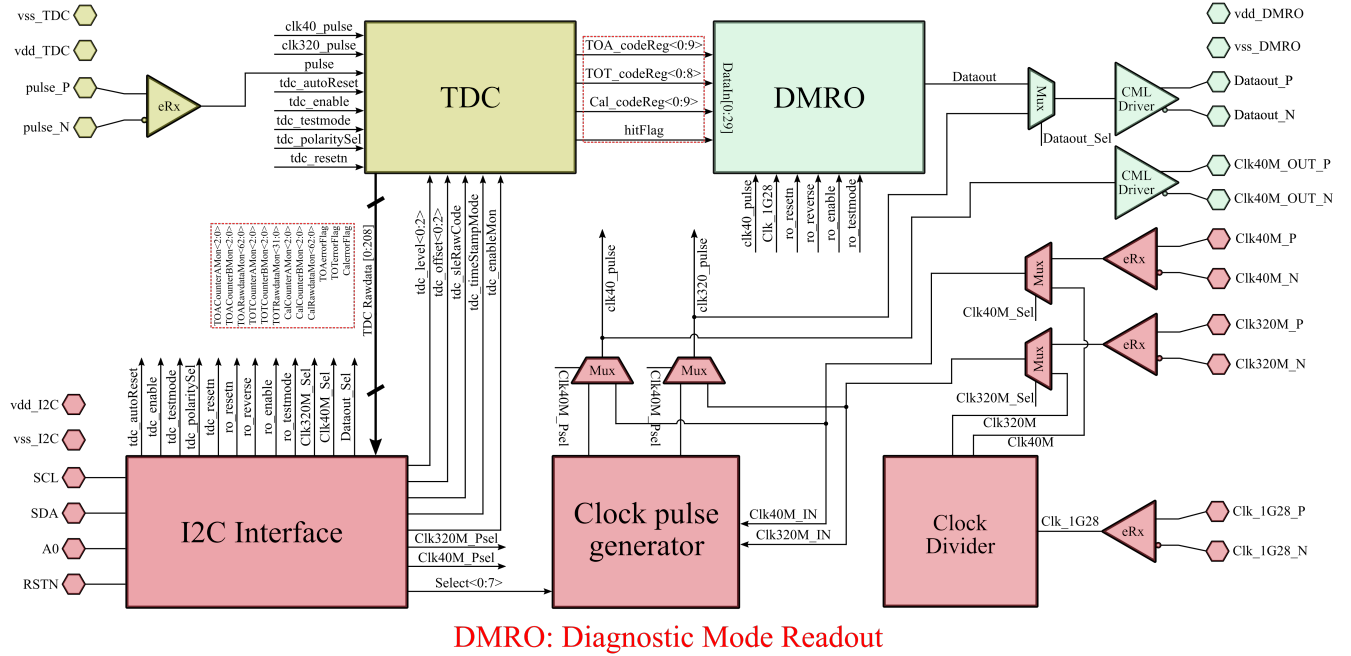 vss_TDC
vdd_TDC
pulse_P
pulse_N
eRx
clk40_pulse
clk320_pulse
pulse
tdc_autoReset
tdc_enable
tdc_testmode
tdc_polaritySel
tdc_resetn
TDC
TOA_codeReg<0:9>
TOT_codeReg<0:8>
Cal_codeReg<0:9>
hitFlag
DataIn[0:29]
DMRO
Dataout
Mux
Dataout_Sel
CML
Driver
vdd_DMRO
vss_DMRO
Dataout_P
Dataout_N
CML
Driver
Clk40M_OUT_P
Clk40M_OUT_N
clk40_pulse
Clk_1G28
ro_resetn
ro_reverse
ro_enable
ro_testmode
TOACounterAMon<2:0>
TOACounterBMon<2:0>
TOARawdataMon<62:0>
TOTCounterAMon<2:0>
TOTCounterBMon<2:0>
TOTRawdataMon<31:0>
CalCounterAMon<2:0>
CalCounterBMon<2:0>
CalRawdataMon<62:0>
TOAerrorFlag
TOTerrorFlag
CalerrorFlag
TDC Rawdata [0:208]
tdc_level<0:2>
tdc_offset<0:2>
tdc_sleRawCode
tdc_timeStampMode
tdc_enableMon
clk40_pulse
clk320_pulse
Mux
Clk40M_Psel
Mux
Clk40M_Psel
Mux
Clk40M_Sel
eRx
Clk40M_P
Clk40M_N
Mux
Clk320M_Sel
eRx
Clk320M_P
Clk320M_N
Clk320M
Clk40M
tdc_autoReset
tdc_enable
tdc_testmode
tdc_polaritySel
tdc_resetn
ro_resetn
ro_reverse
ro_enable
ro_testmode
Clk320M_Sel
Clk40M_Sel
Dataout_Sel
vdd_I2C
vss_I2C
SCL
SDA
A0
RSTN
I2C Interface
Clk320M_Psel
Clk40M_Psel
Select<0:7>
Clock pulse
generator
Clk40M_IN
Clk320M_IN
Clock
Divider
Clk_1G28
eRx
Clk_1G28_P
Clk_1G28_N
DMRO: Diagnostic Mode Readout